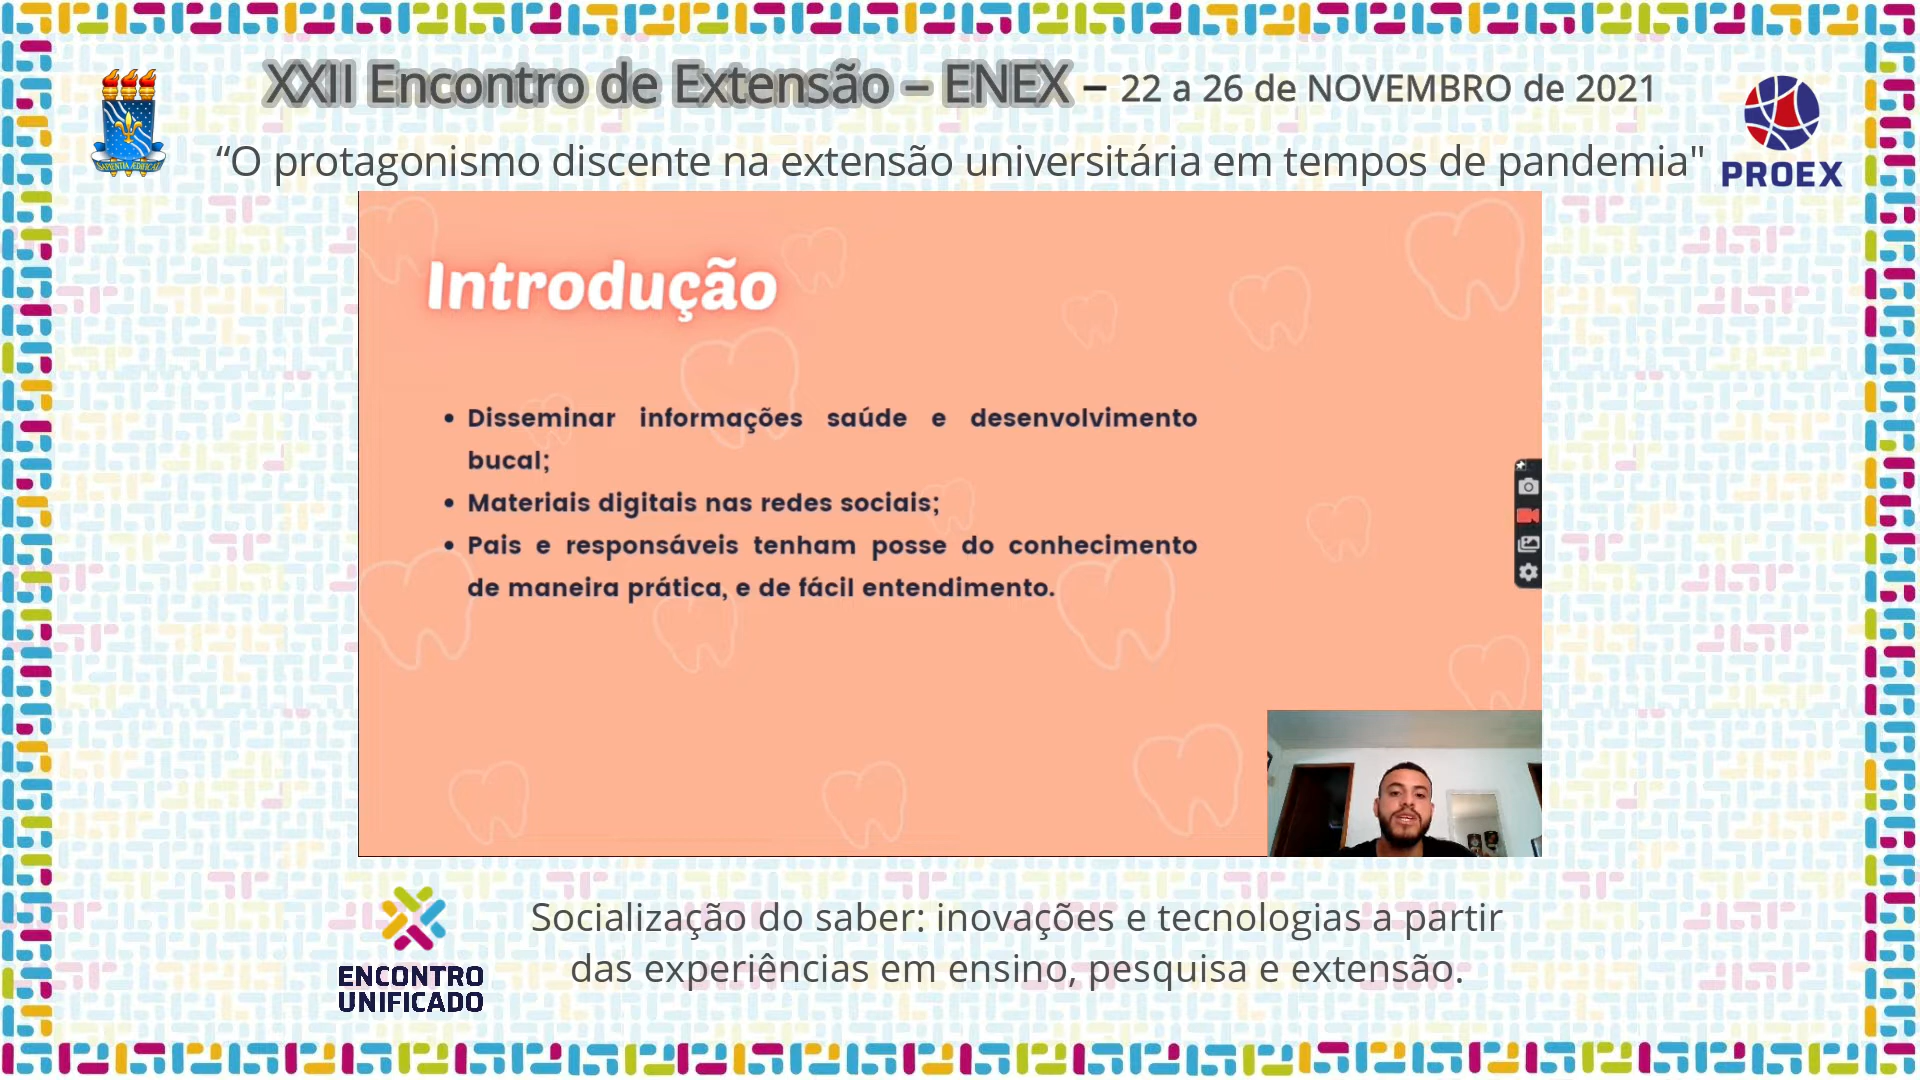 XXII Encontro de Extensão – ENEX – 22 a 26 de NOVEMBRO de 2021
“O protagonismo discente na extensão universitária em tempos de pandemia"
PROEX
Introdução
• Disseminar informações saúde e desenvolvimento
bucal;
• Materiais digitais nas redes sociais;
• Pais e responsáveis tenham posse do conhecimento
de maneira prática, e de fácil entendimento.
ENCONTRO
UNIFICADO
Socialização do saber: inovações e tecnologias a partir
das experiências em ensino, pesquisa e extensão.